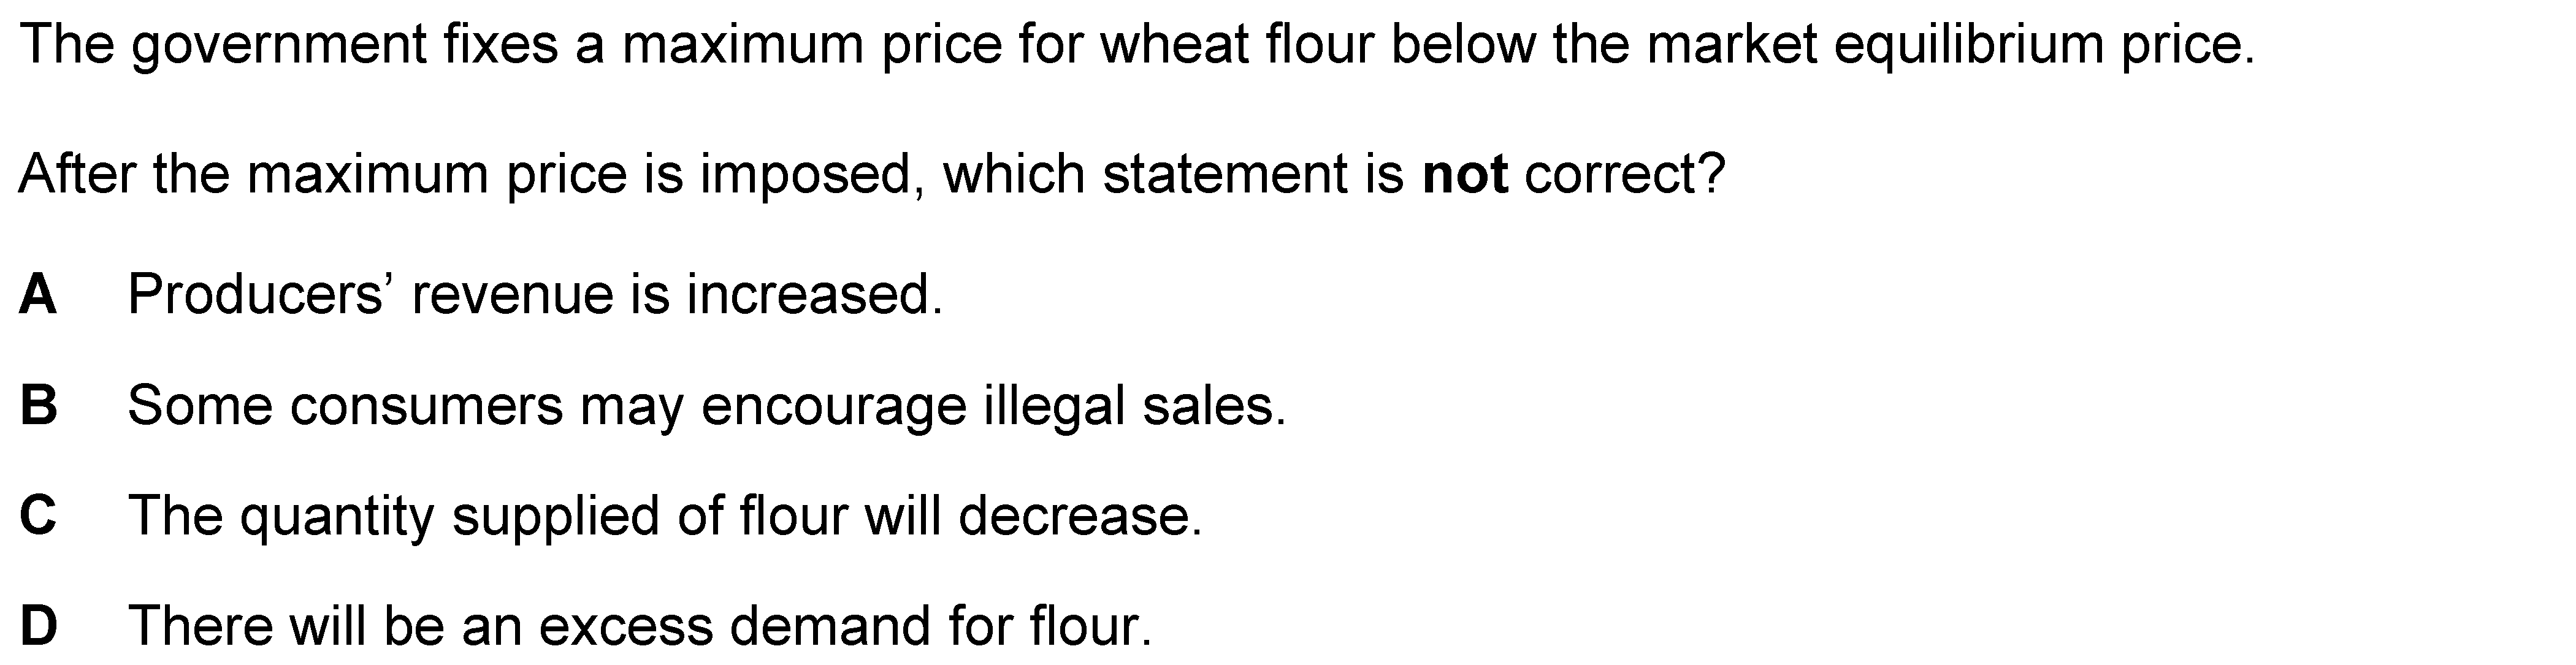 The government fixes a maximum price for wheat flour below the market equilibrium price.
After the maximum price is imposed, which statement is not correct?
A Producers’ revenue is increased.
B Some consumers may encourage illegal sales.
C The quantity supplied of flour will decrease.
D There will be an excess demand for flour.